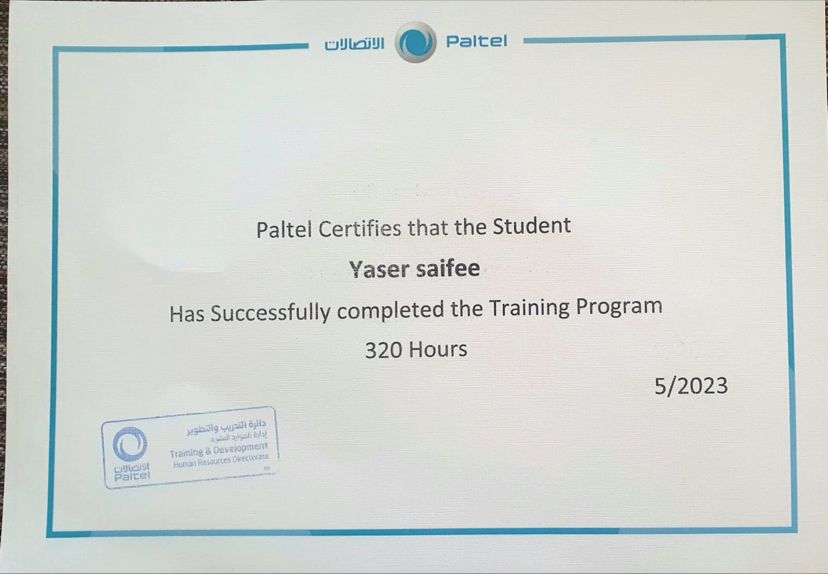 الاتصالات Paltel
Paltel Certifies that the Student
Yaser saifee
Has Successfully completed the Training Program
320 Hours
5/2023
دائرة التدريب والتطوير
إدارة الموارد البشرية
Training & Development
Human Resources Directorate
الاتصالات
Paltel